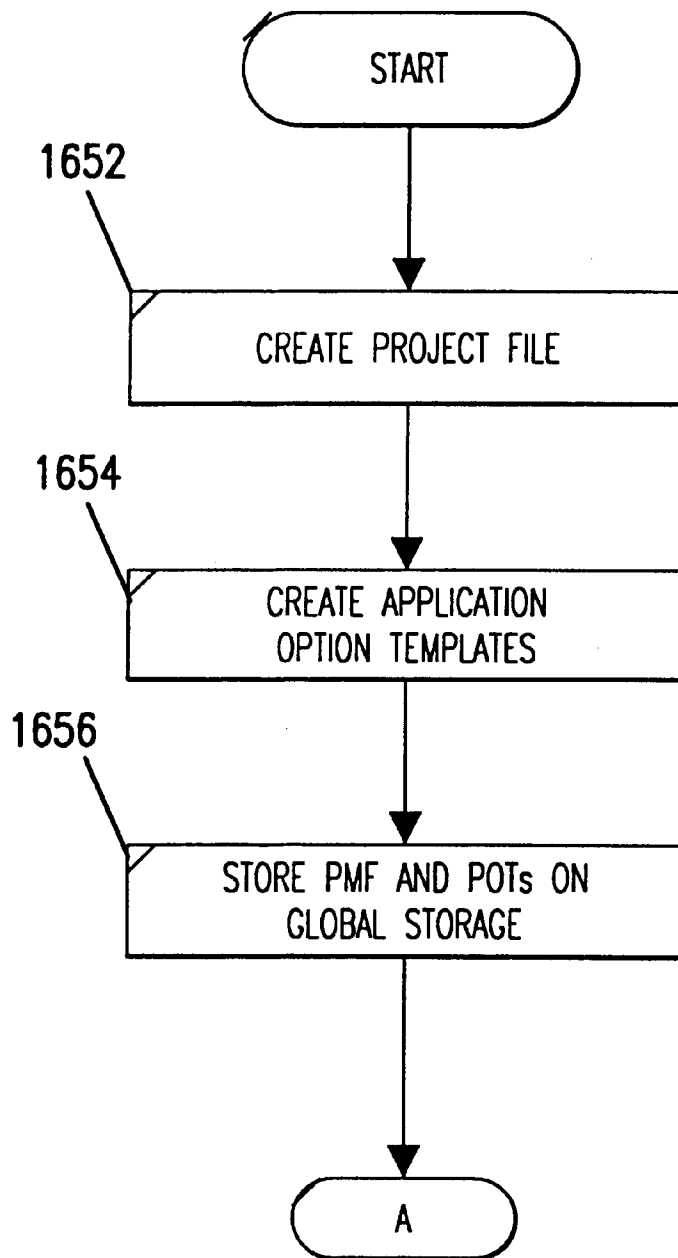 START
1652
CREATE PROJECT FILE
1654
CREATE APPLICATION
OPTION TEMPLATES
1656
STORE PMF AND POTs ON
GLOBAL STORAGE
A